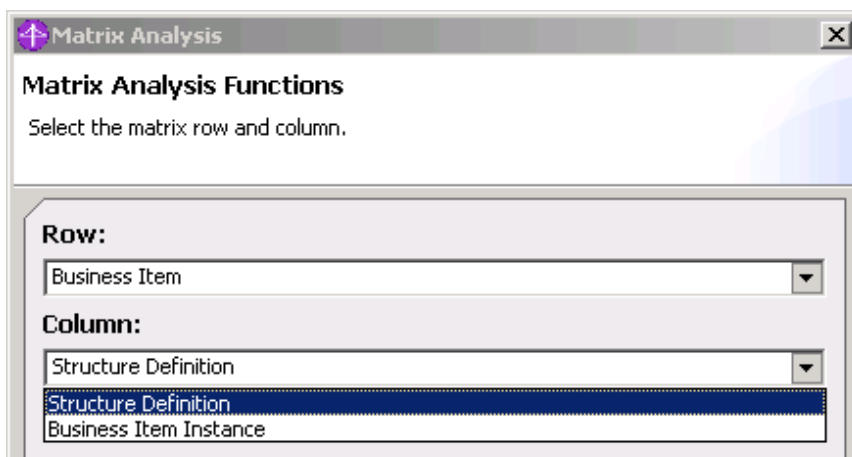 Matrix Analysis
Matrix Analysis Functions
Select the matrix row and column.
Row:
Business Item
Column:
Structure Definition
Structure Definition
Business Item Instance